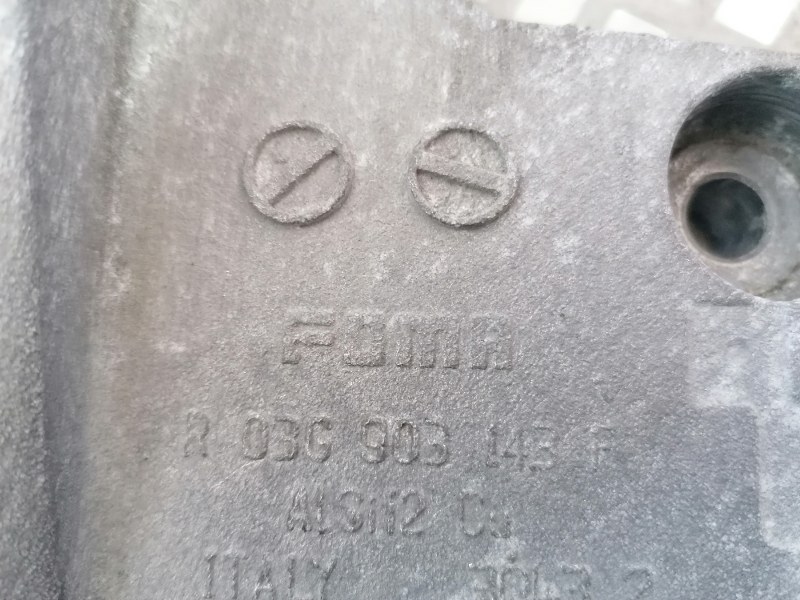 FOMA
R 03G 903 143 F
AlSi12 Cu
ITALY